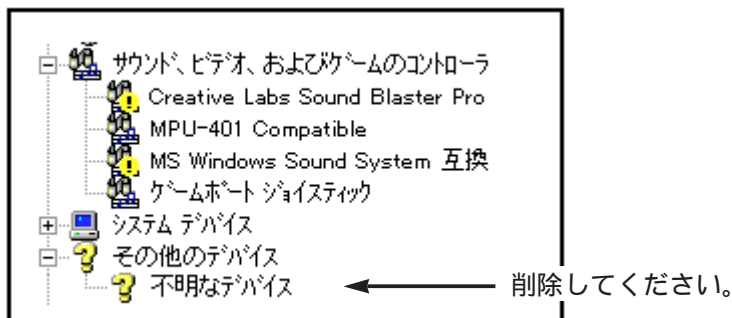 サウンド、ビデオ、およびゲームのコントローラ
Creative Labs Sound Blaster Pro
MPU-401 Compatible
MS Windows Sound System 互換
ゲームポート ジョイスティック
システム デバイス
その他のデバイス
不明なデバイス
削除してください。